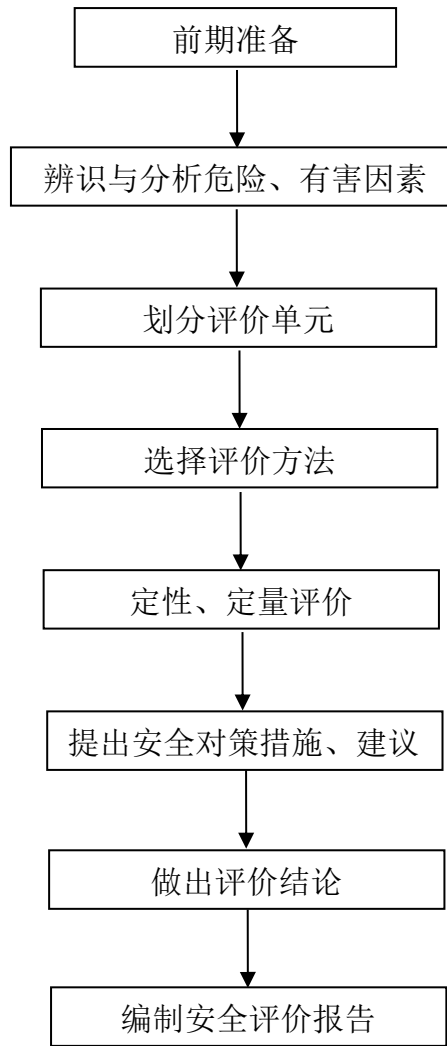 前期准备
辨识与分析危险、有害因素
划分评价单元
选择评价方法
定性、定量评价
提出安全对策措施、建议
做出评价结论
编制安全评价报告